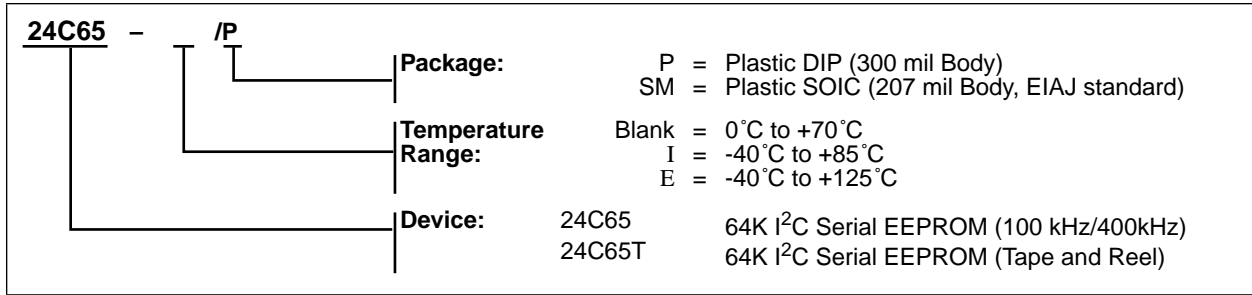 24C65 – /P
Package: P = Plastic DIP (300 mil Body)
SM = Plastic SOIC (207 mil Body, EIAJ standard)
Temperature Blank = 0˚C to +70˚C
Range: I = -40˚C to +85˚C
E = -40˚C to +125˚C
Device: 24C65 64K I²C Serial EEPROM (100 kHz/400kHz)
24C65T 64K I²C Serial EEPROM (Tape and Reel)